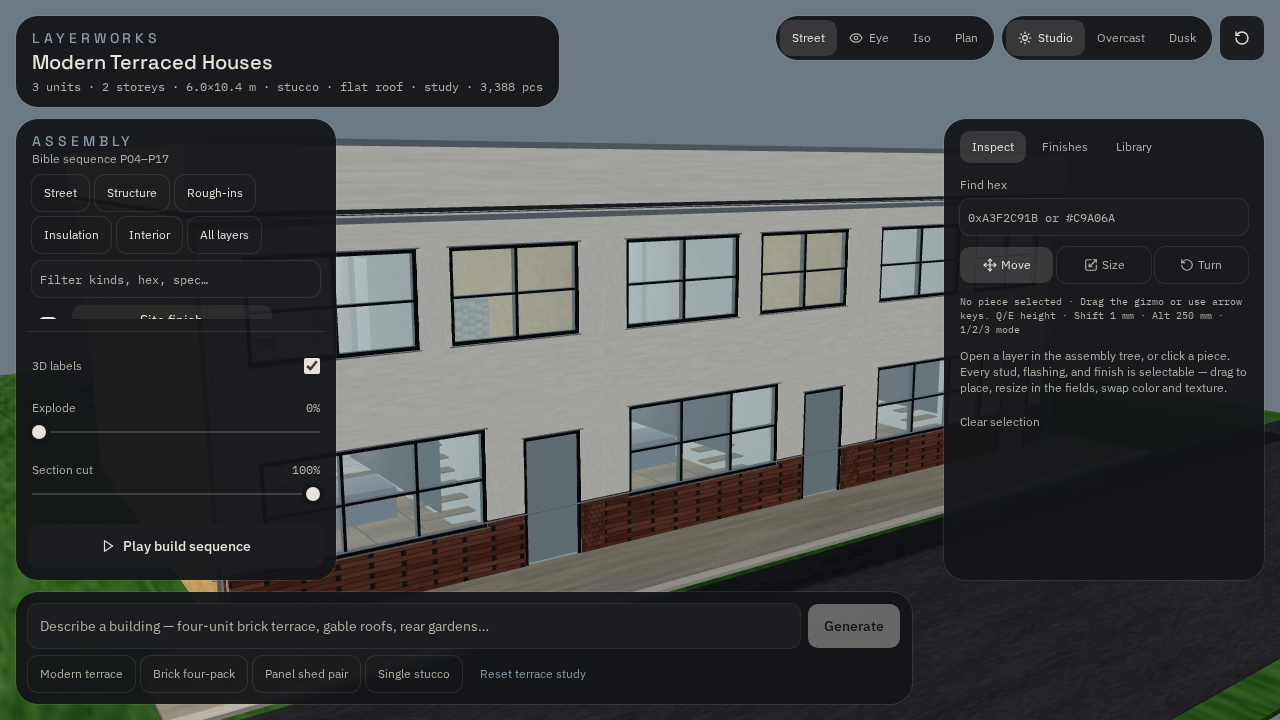 LAYERWORKS
Modern Terraced Houses
3 units · 2 storeys · 6.0×10.4 m · stucco · flat roof · study · 3,388 pcs
Street Eye Iso Plan
Studio Overcast Dusk
ASSEMBLY
Bible sequence P04–P17
Street Structure Rough-ins
Insulation Interior All layers
Filter kinds, hex, spec…
Site finish
3D labels
Explode 0%
Section cut 100%
Play build sequence
Inspect Finishes Library
Find hex
0xA3F2C91B or #C9A06A
Move Size Turn
No piece selected · Drag the gizmo or use arrow
keys. Q/E height · Shift 1 mm · Alt 250 mm ·
1/2/3 mode
Open a layer in the assembly tree, or click a piece.
Every stud, flashing, and finish is selectable — drag to
place, resize in the fields, swap color and texture.
Clear selection
Describe a building — four-unit brick terrace, gable roofs, rear gardens…
Generate
Modern terrace Brick four-pack Panel shed pair Single stucco Reset terrace study